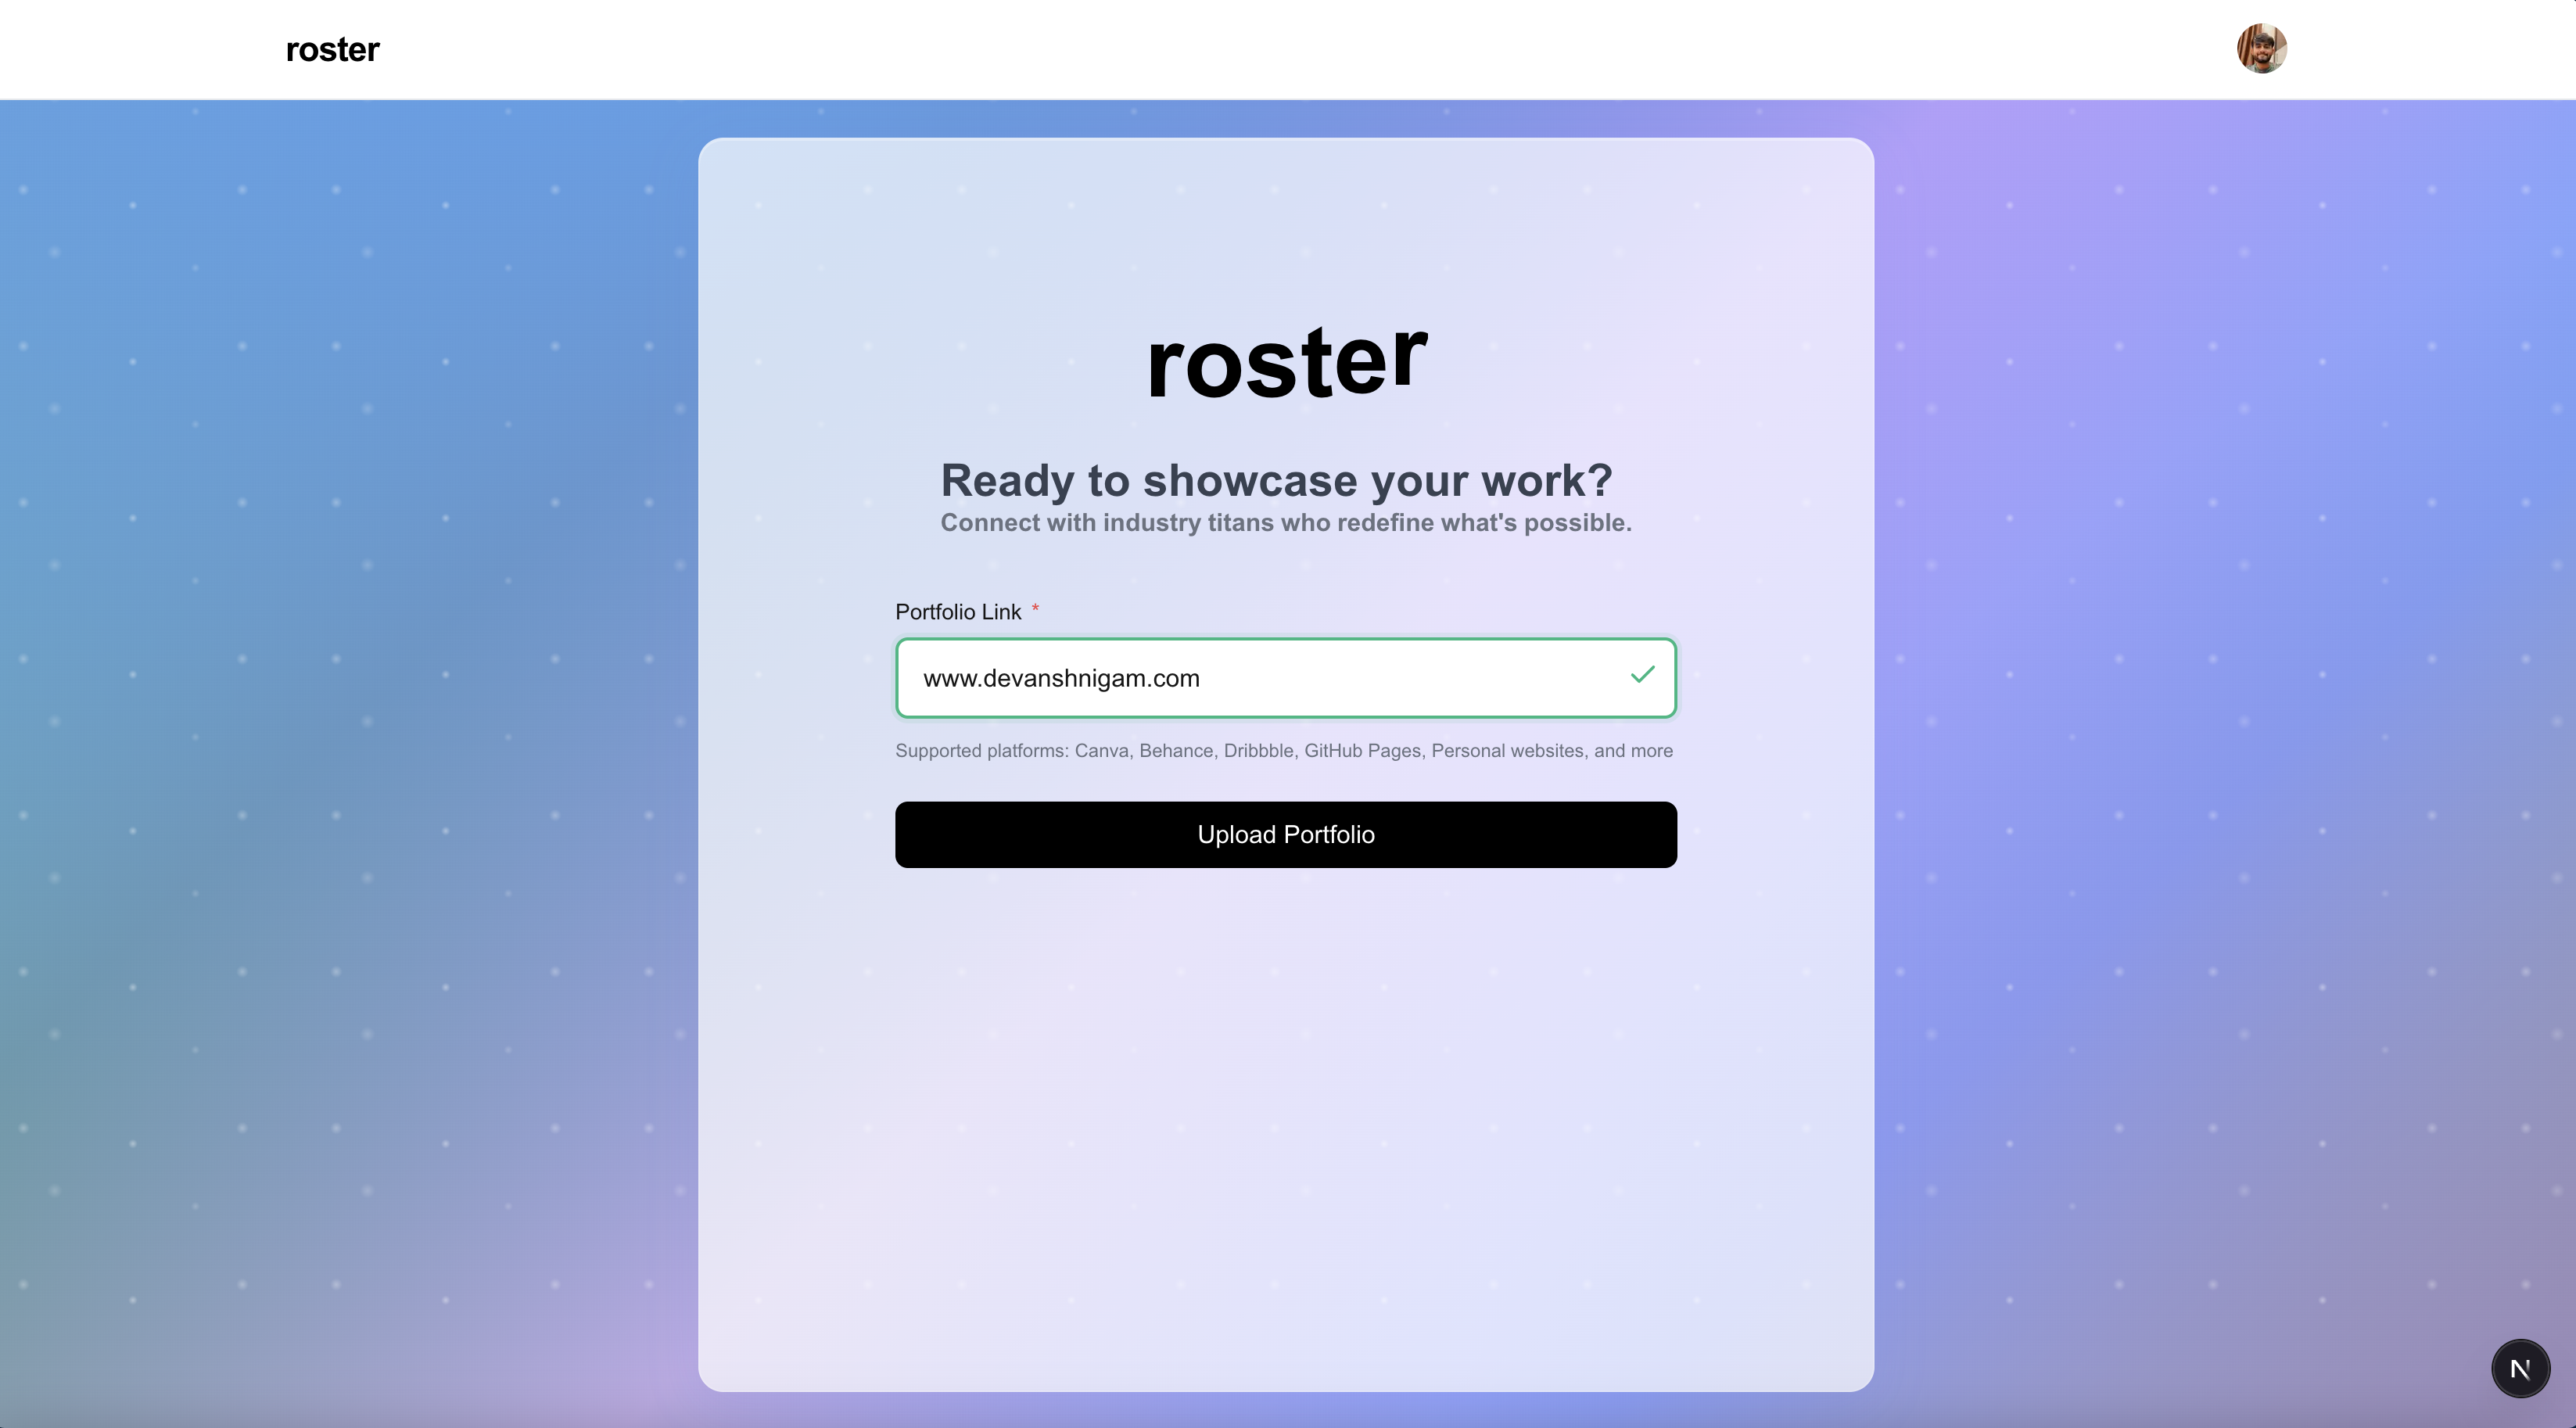 roster
roster
Ready to showcase your work?
Connect with industry titans who redefine what's possible.
Portfolio Link *
www.devanshnigam.com
Supported platforms: Canva, Behance, Dribbble, GitHub Pages, Personal websites, and more
Upload Portfolio
N